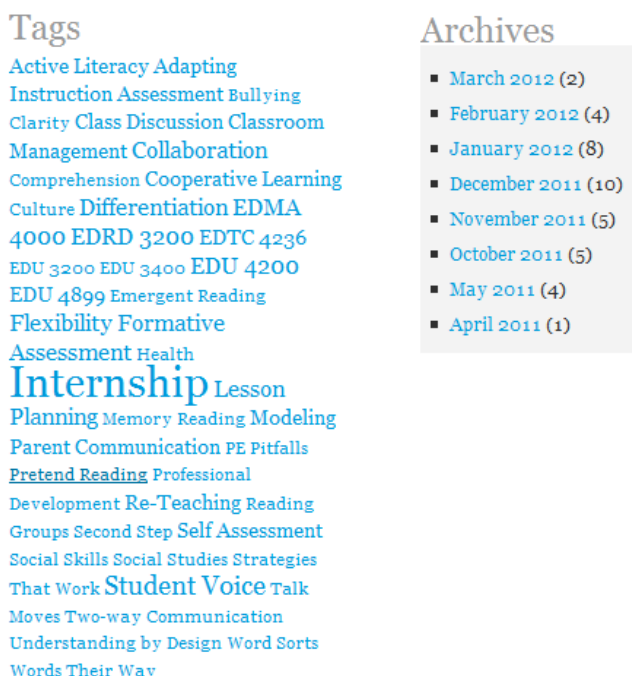 Tags
Active Literacy Adapting
Instruction Assessment Bullying
Clarity Class Discussion Classroom
Management Collaboration
Comprehension Cooperative Learning
Culture Differentiation EDMA
4000 EDRD 3200 EDTC 4236
EDU 3200 EDU 3400 EDU 4200
EDU 4899 Emergent Reading
Flexibility Formative
Assessment Health
Internship Lesson
Planning Memory Reading Modeling
Parent Communication PE Pitfalls
Pretend Reading Professional
Development Re-Teaching Reading
Groups Second Step Self Assessment
Social Skills Social Studies Strategies
That Work Student Voice Talk
Moves Two-way Communication
Understanding by Design Word Sorts
Words Their Way
Archives
March 2012 (2)
February 2012 (4)
January 2012 (8)
December 2011 (10)
November 2011 (5)
October 2011 (5)
May 2011 (4)
April 2011 (1)